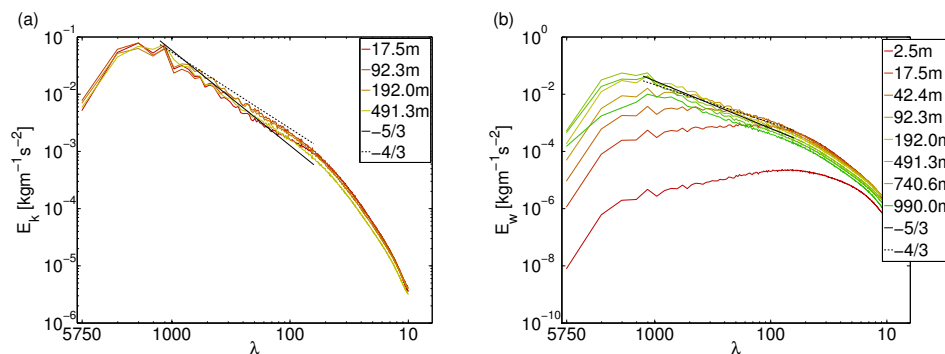 (a)
10^-1
10^-2
10^-3
10^-4
10^-5
10^-6
E_k [kgm^-1s^-2]
5750
1000
100
10
λ
17.5m
92.3m
192.0m
491.3m
-5/3
-4/3
(b)
10^0
10^-2
10^-4
10^-6
10^-8
10^-10
E_w [kgm^-1s^-2]
5750
1000
100
10
λ
2.5m
17.5m
42.4m
92.3m
192.0m
491.3m
740.6m
990.0m
-5/3
-4/3